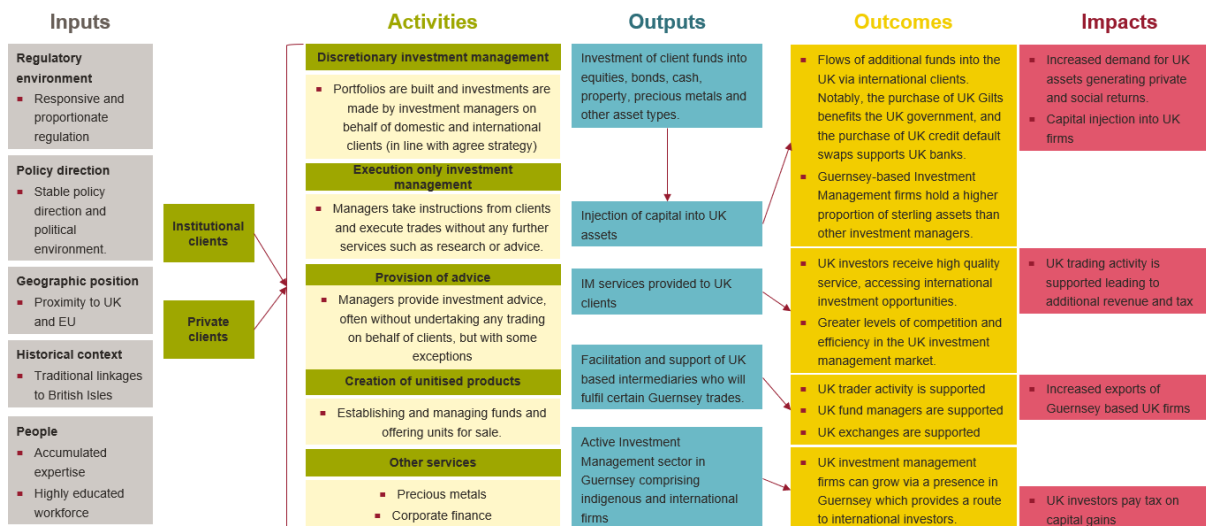 Inputs
Activities
Outputs
Outcomes
Impacts
Regulatory
environment
▪ Responsive and
proportionate
regulation
Policy direction
▪ Stable policy
direction and
political
environment.
Geographic position
▪ Proximity to UK
and EU
Historical context
▪ Traditional linkages
to British Isles
People
▪ Accumulated
expertise
▪ Highly educated
workforce
Institutional
clients
Private
clients
Discretionary investment management
▪ Portfolios are built and investments are
made by investment managers on
behalf of domestic and international
clients (in line with agree strategy)
Execution only investment
management
▪ Managers take instructions from clients
and execute trades without any further
services such as research or advice.
Provision of advice
▪ Managers provide investment advice,
often without undertaking any trading
on behalf of clients, but with some
exceptions
Creation of unitised products
▪ Establishing and managing funds and
offering units for sale.
Other services
▪ Precious metals
▪ Corporate finance
Investment of client funds into
equities, bonds, cash,
property, precious metals and
other asset types.
Injection of capital into UK
assets
IM services provided to UK
clients
Facilitation and support of UK
based intermediaries who will
fulfil certain Guernsey trades.
Active Investment
Management sector in
Guernsey comprising
indigenous and international
firms
▪ Flows of additional funds into the
UK via international clients.
Notably, the purchase of UK Gilts
benefits the UK government, and
the purchase of UK credit default
swaps supports UK banks.
▪ Guernsey-based Investment
Management firms hold a higher
proportion of sterling assets than
other investment managers.
▪ UK investors receive high quality
service, accessing international
investment opportunities.
▪ Greater levels of competition and
efficiency in the UK investment
management market.
▪ UK trader activity is supported
▪ UK fund managers are supported
▪ UK exchanges are supported
▪ UK investment management
firms can grow via a presence in
Guernsey which provides a route
to international investors.
▪ Increased demand for UK
assets generating private
and social returns.
▪ Capital injection into UK
firms
▪ UK trading activity is
supported leading to
additional revenue and tax
▪ Increased exports of
Guernsey based UK firms
▪ UK investors pay tax on
capital gains